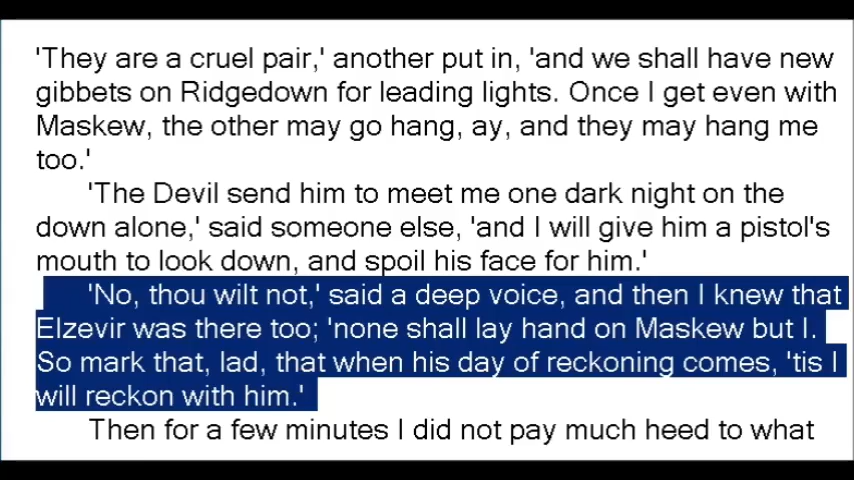 'They are a cruel pair,' another put in, 'and we shall have new
gibbets on Ridgedown for leading lights. Once I get even with
Maskew, the other may go hang, ay, and they may hang me
too.'
'The Devil send him to meet me one dark night on the
down alone,' said someone else, 'and I will give him a pistol's
mouth to look down, and spoil his face for him.'
'No, thou wilt not,' said a deep voice, and then I knew that
Elzevir was there too; 'none shall lay hand on Maskew but I.
So mark that, lad, that when his day of reckoning comes, 'tis I
will reckon with him.'
Then for a few minutes I did not pay much heed to what